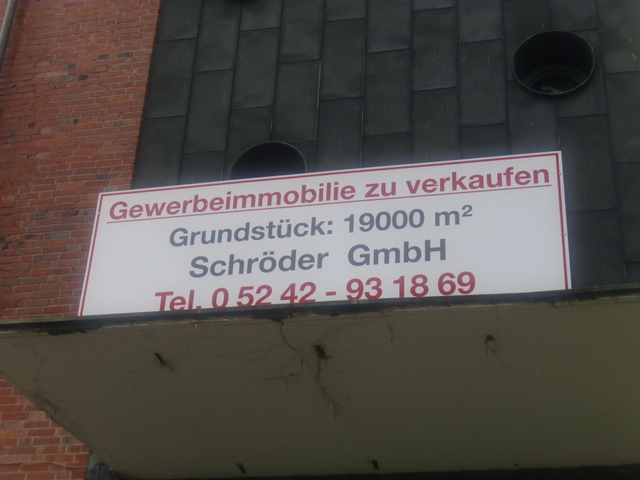 Gewerbeimmobilie zu verkaufen
Grundstück: 19000 m²
Schröder GmbH
Tel. 0 52 42 - 93 18 69